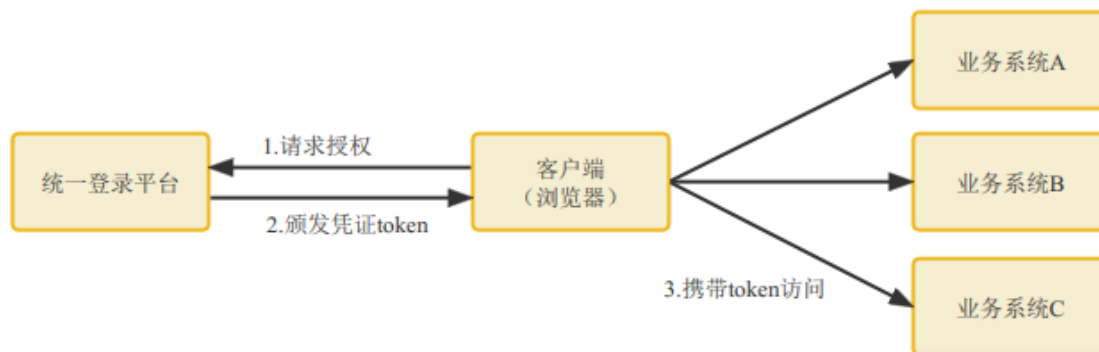 业务系统A
1.请求授权
统一登录平台
客户端
（浏览器）
业务系统B
2.颁发凭证token
3.携带token访问
业务系统C